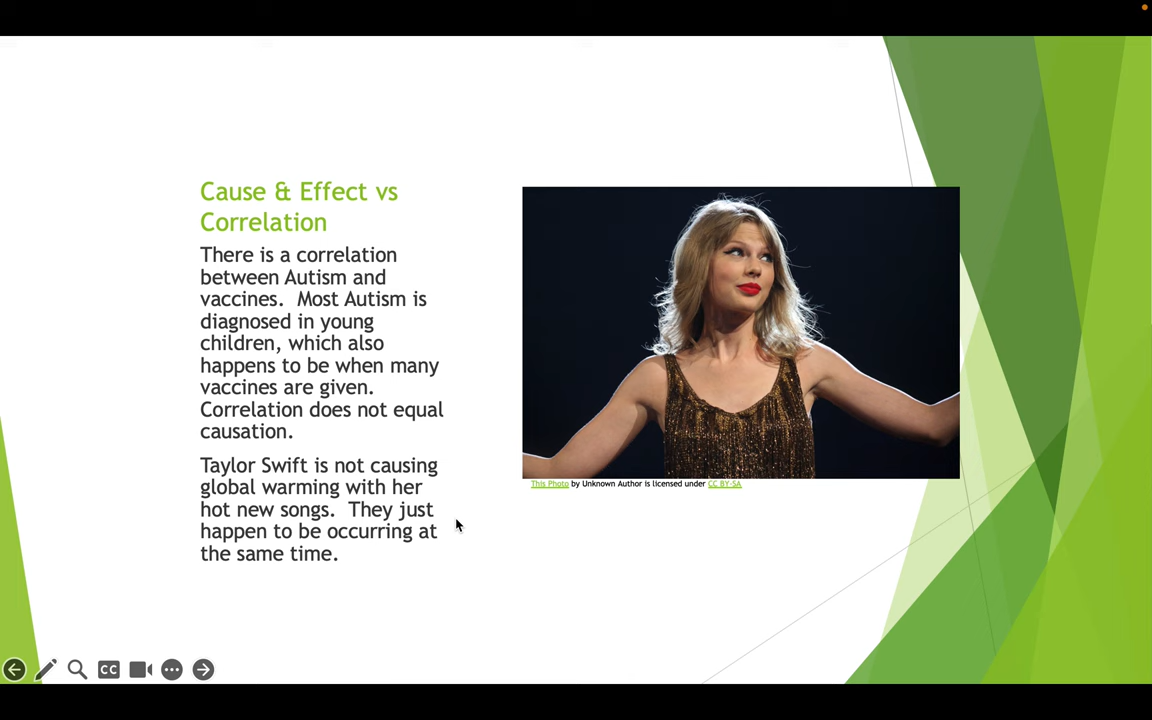 Cause & Effect vs
Correlation
There is a correlation
between Autism and
vaccines.  Most Autism is
diagnosed in young
children, which also
happens to be when many
vaccines are given.
Correlation does not equal
causation.
Taylor Swift is not causing
global warming with her
hot new songs.  They just
happen to be occurring at
the same time.
This Photo by Unknown Author is licensed under CC BY-SA
CC